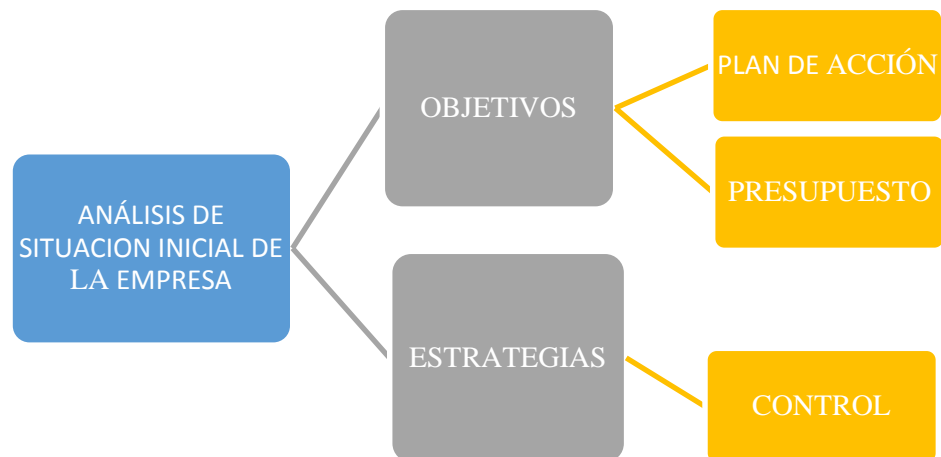 ANÁLISIS DE
SITUACION INICIAL DE
LA EMPRESA
OBJETIVOS
PLAN DE ACCIÓN
PRESUPUESTO
ESTRATEGIAS
CONTROL